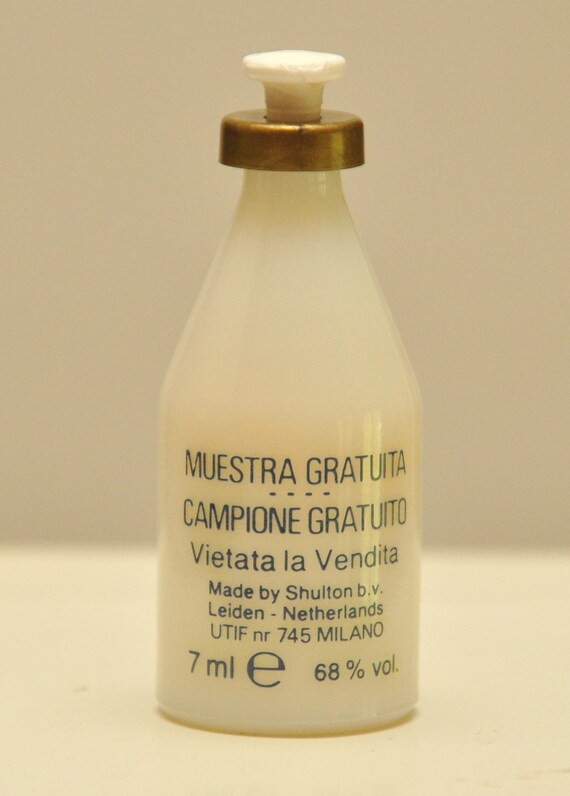 MUESTRA GRATUITA
----
CAMPIONE GRATUITO
Vietata la Vendita
Made by Shulton b.v.
Leiden - Netherlands
UTIF nr 745 MILANO
7 ml ℮ 68 % vol.